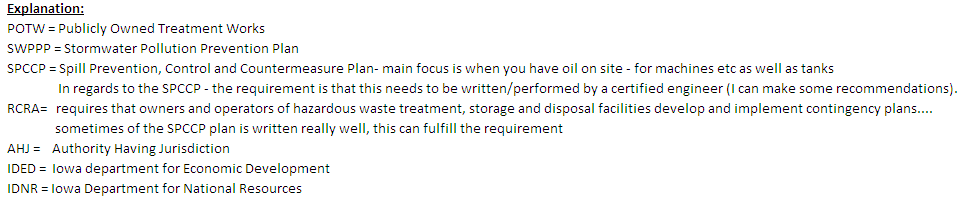 Explanation:
POTW = Publicly Owned Treatment Works
SWPPP = Stormwater Pollution Prevention Plan
SPCCP = Spill Prevention, Control and Countermeasure Plan- main focus is when you have oil on site - for machines etc as well as tanks
In regards to the SPCCP - the requirement is that this needs to be written/performed by a certified engineer (I can make some recommendations).
RCRA= requires that owners and operators of hazardous waste treatment, storage and disposal facilities develop and implement contingency plans....
sometimes of the SPCCP plan is written really well, this can fulfill the requirement
AHJ = Authority Having Jurisdiction
IDED = Iowa department for Economic Development
IDNR = Iowa Department for National Resources